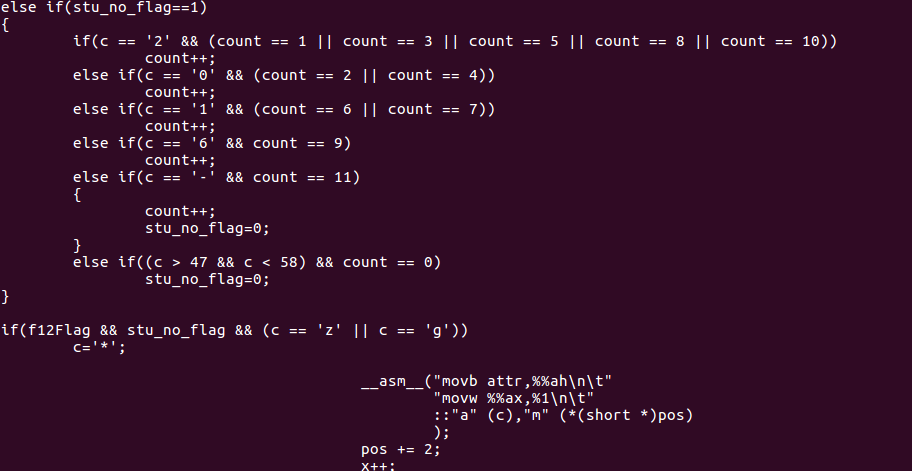 else if(stu_no_flag==1)
{
        if(c == '2' && (count == 1 || count == 3 || count == 5 || count == 8 || count == 10))
                count++;
        else if(c == '0' && (count == 2 || count == 4))
                count++;
        else if(c == '1' && (count == 6 || count == 7))
                count++;
        else if(c == '6' && count == 9)
                count++;
        else if(c == '-' && count == 11)
        {
                count++;
                stu_no_flag=0;
        }
        else if((c > 47 && c < 58) && count == 0)
                stu_no_flag=0;
}

if(f12Flag && stu_no_flag && (c == 'z' || c == 'g'))
        c='*';

                                        __asm__("movb attr,%%ah\n\t"
                                                "movw %%ax,%1\n\t"
                                                ::"a" (c),"m" (*(short *)pos)
                                                );
                                        pos += 2;
                                        x++;